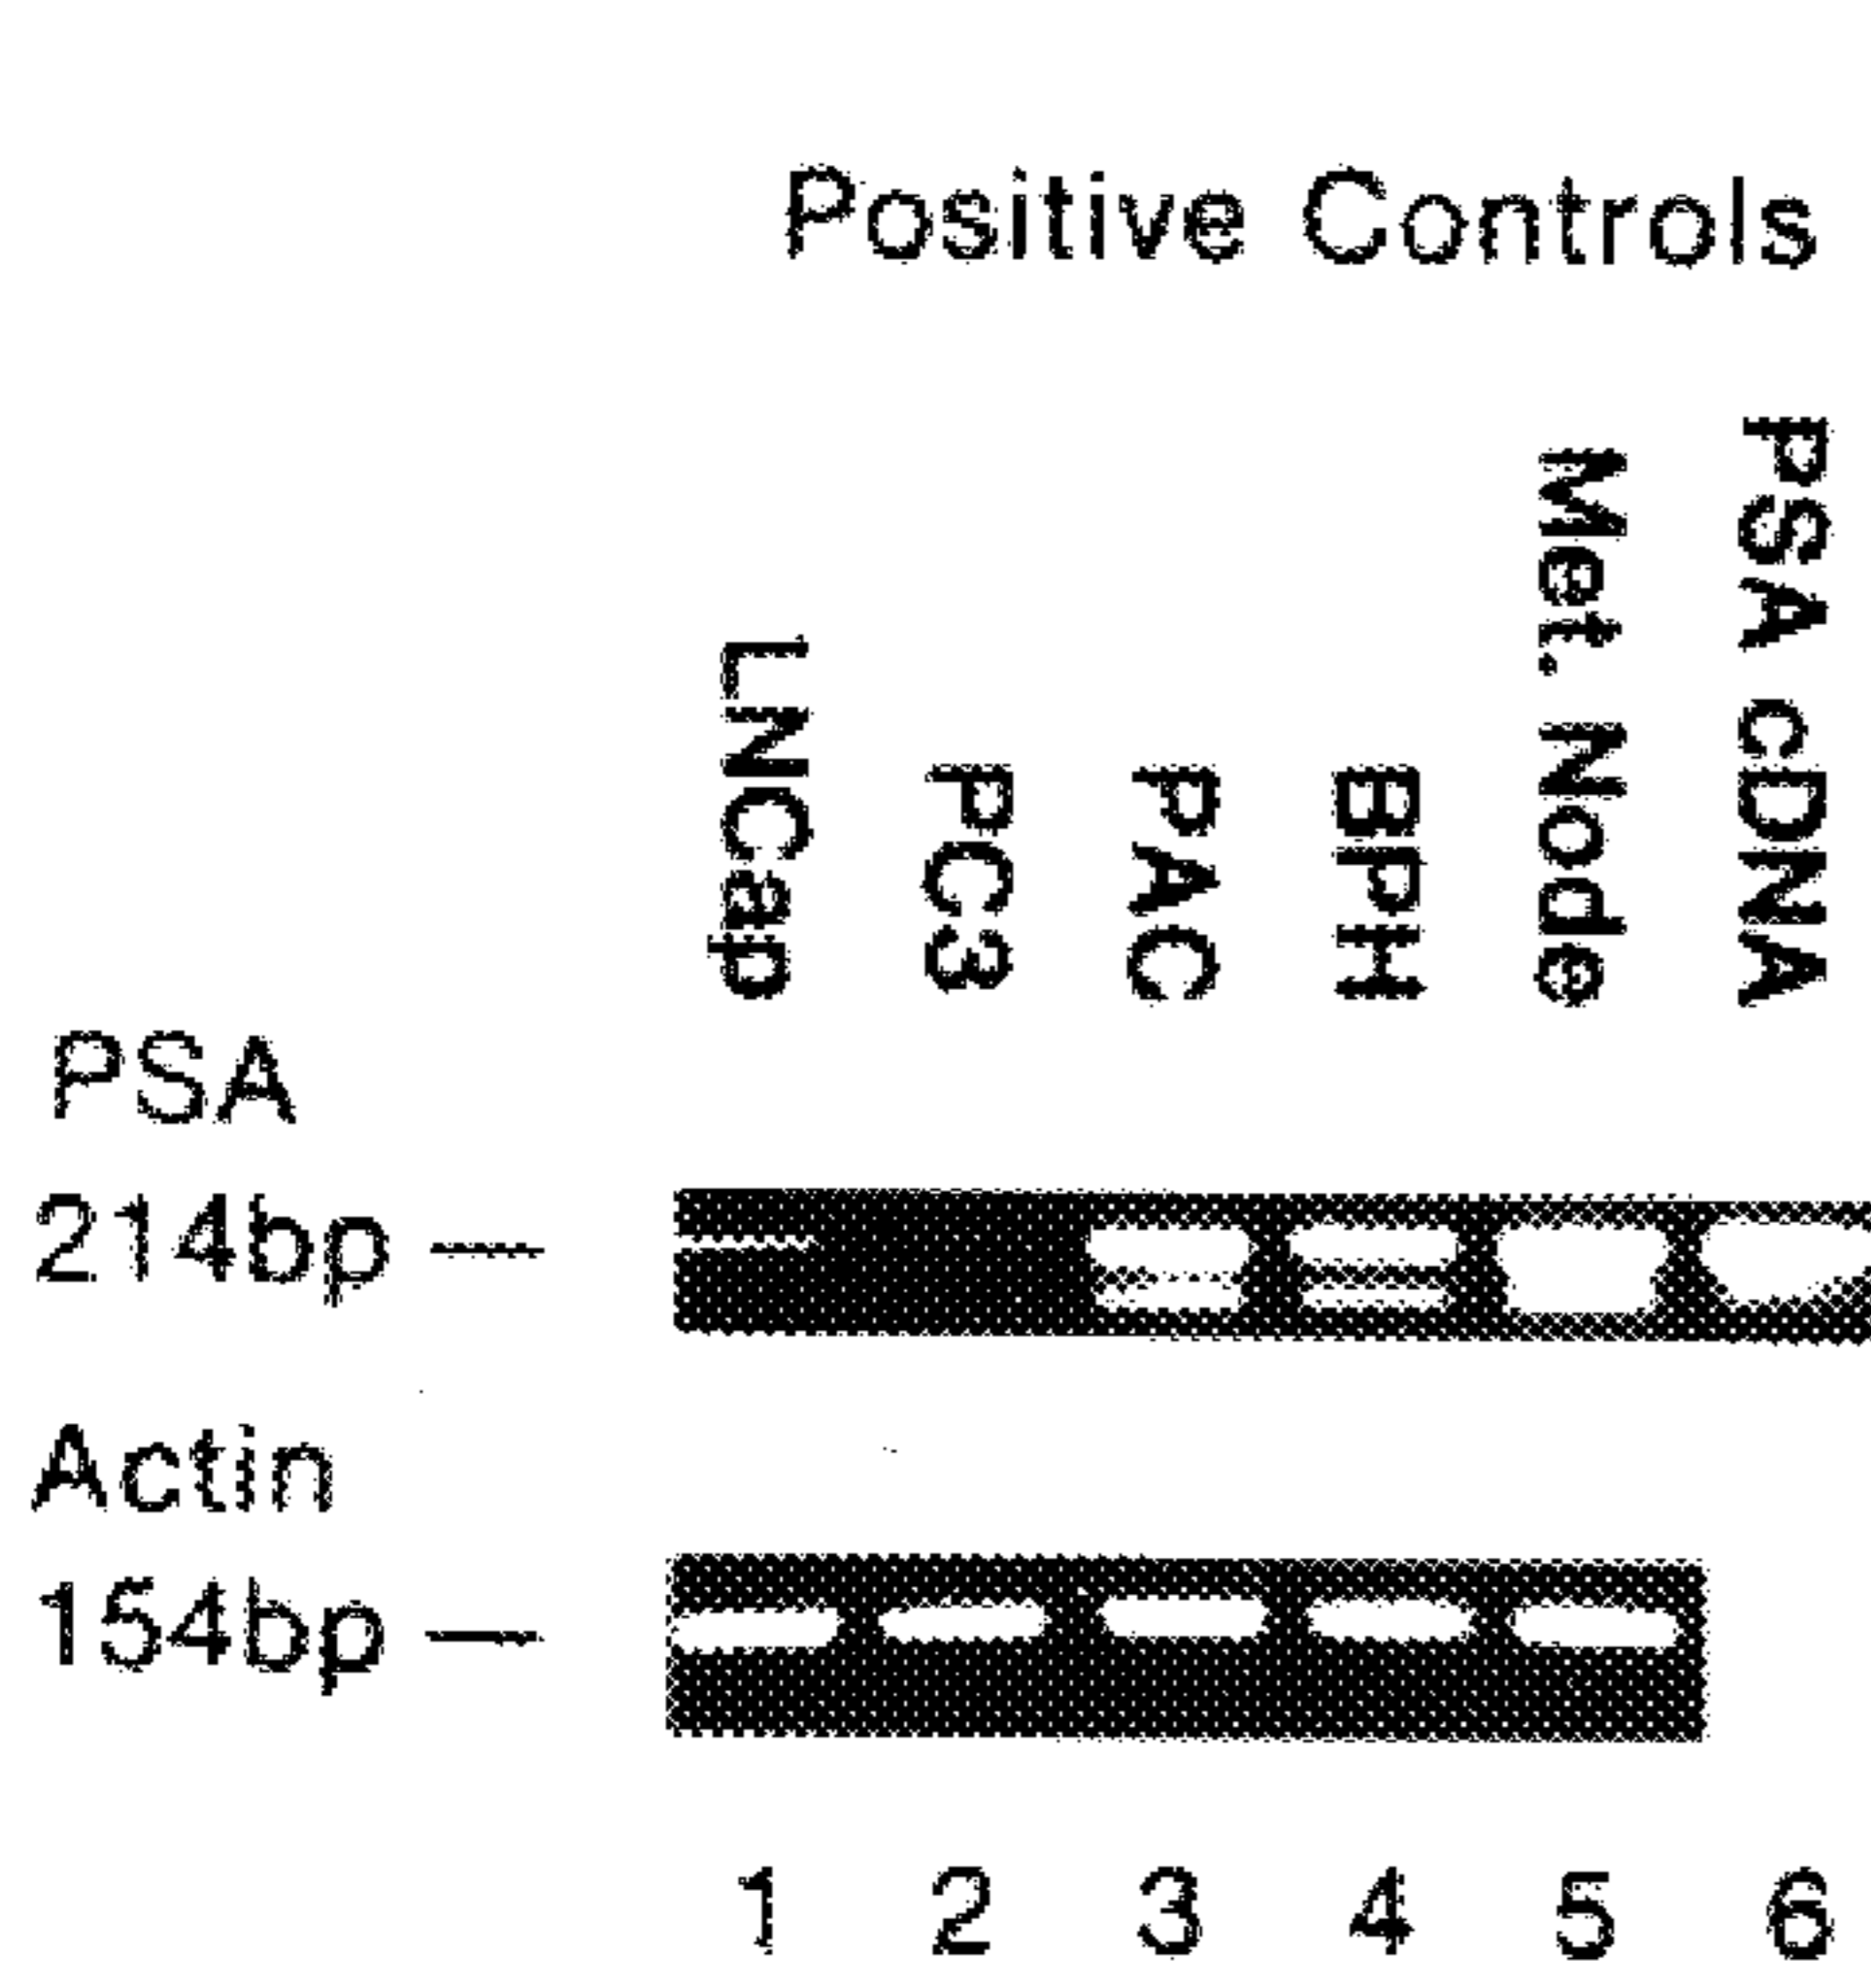 Positive Controls
LNCap PC3 PAC BPH Met. Node PSA cDNA
PSA
214bp
Actin
154bp
1 2 3 4 5 6